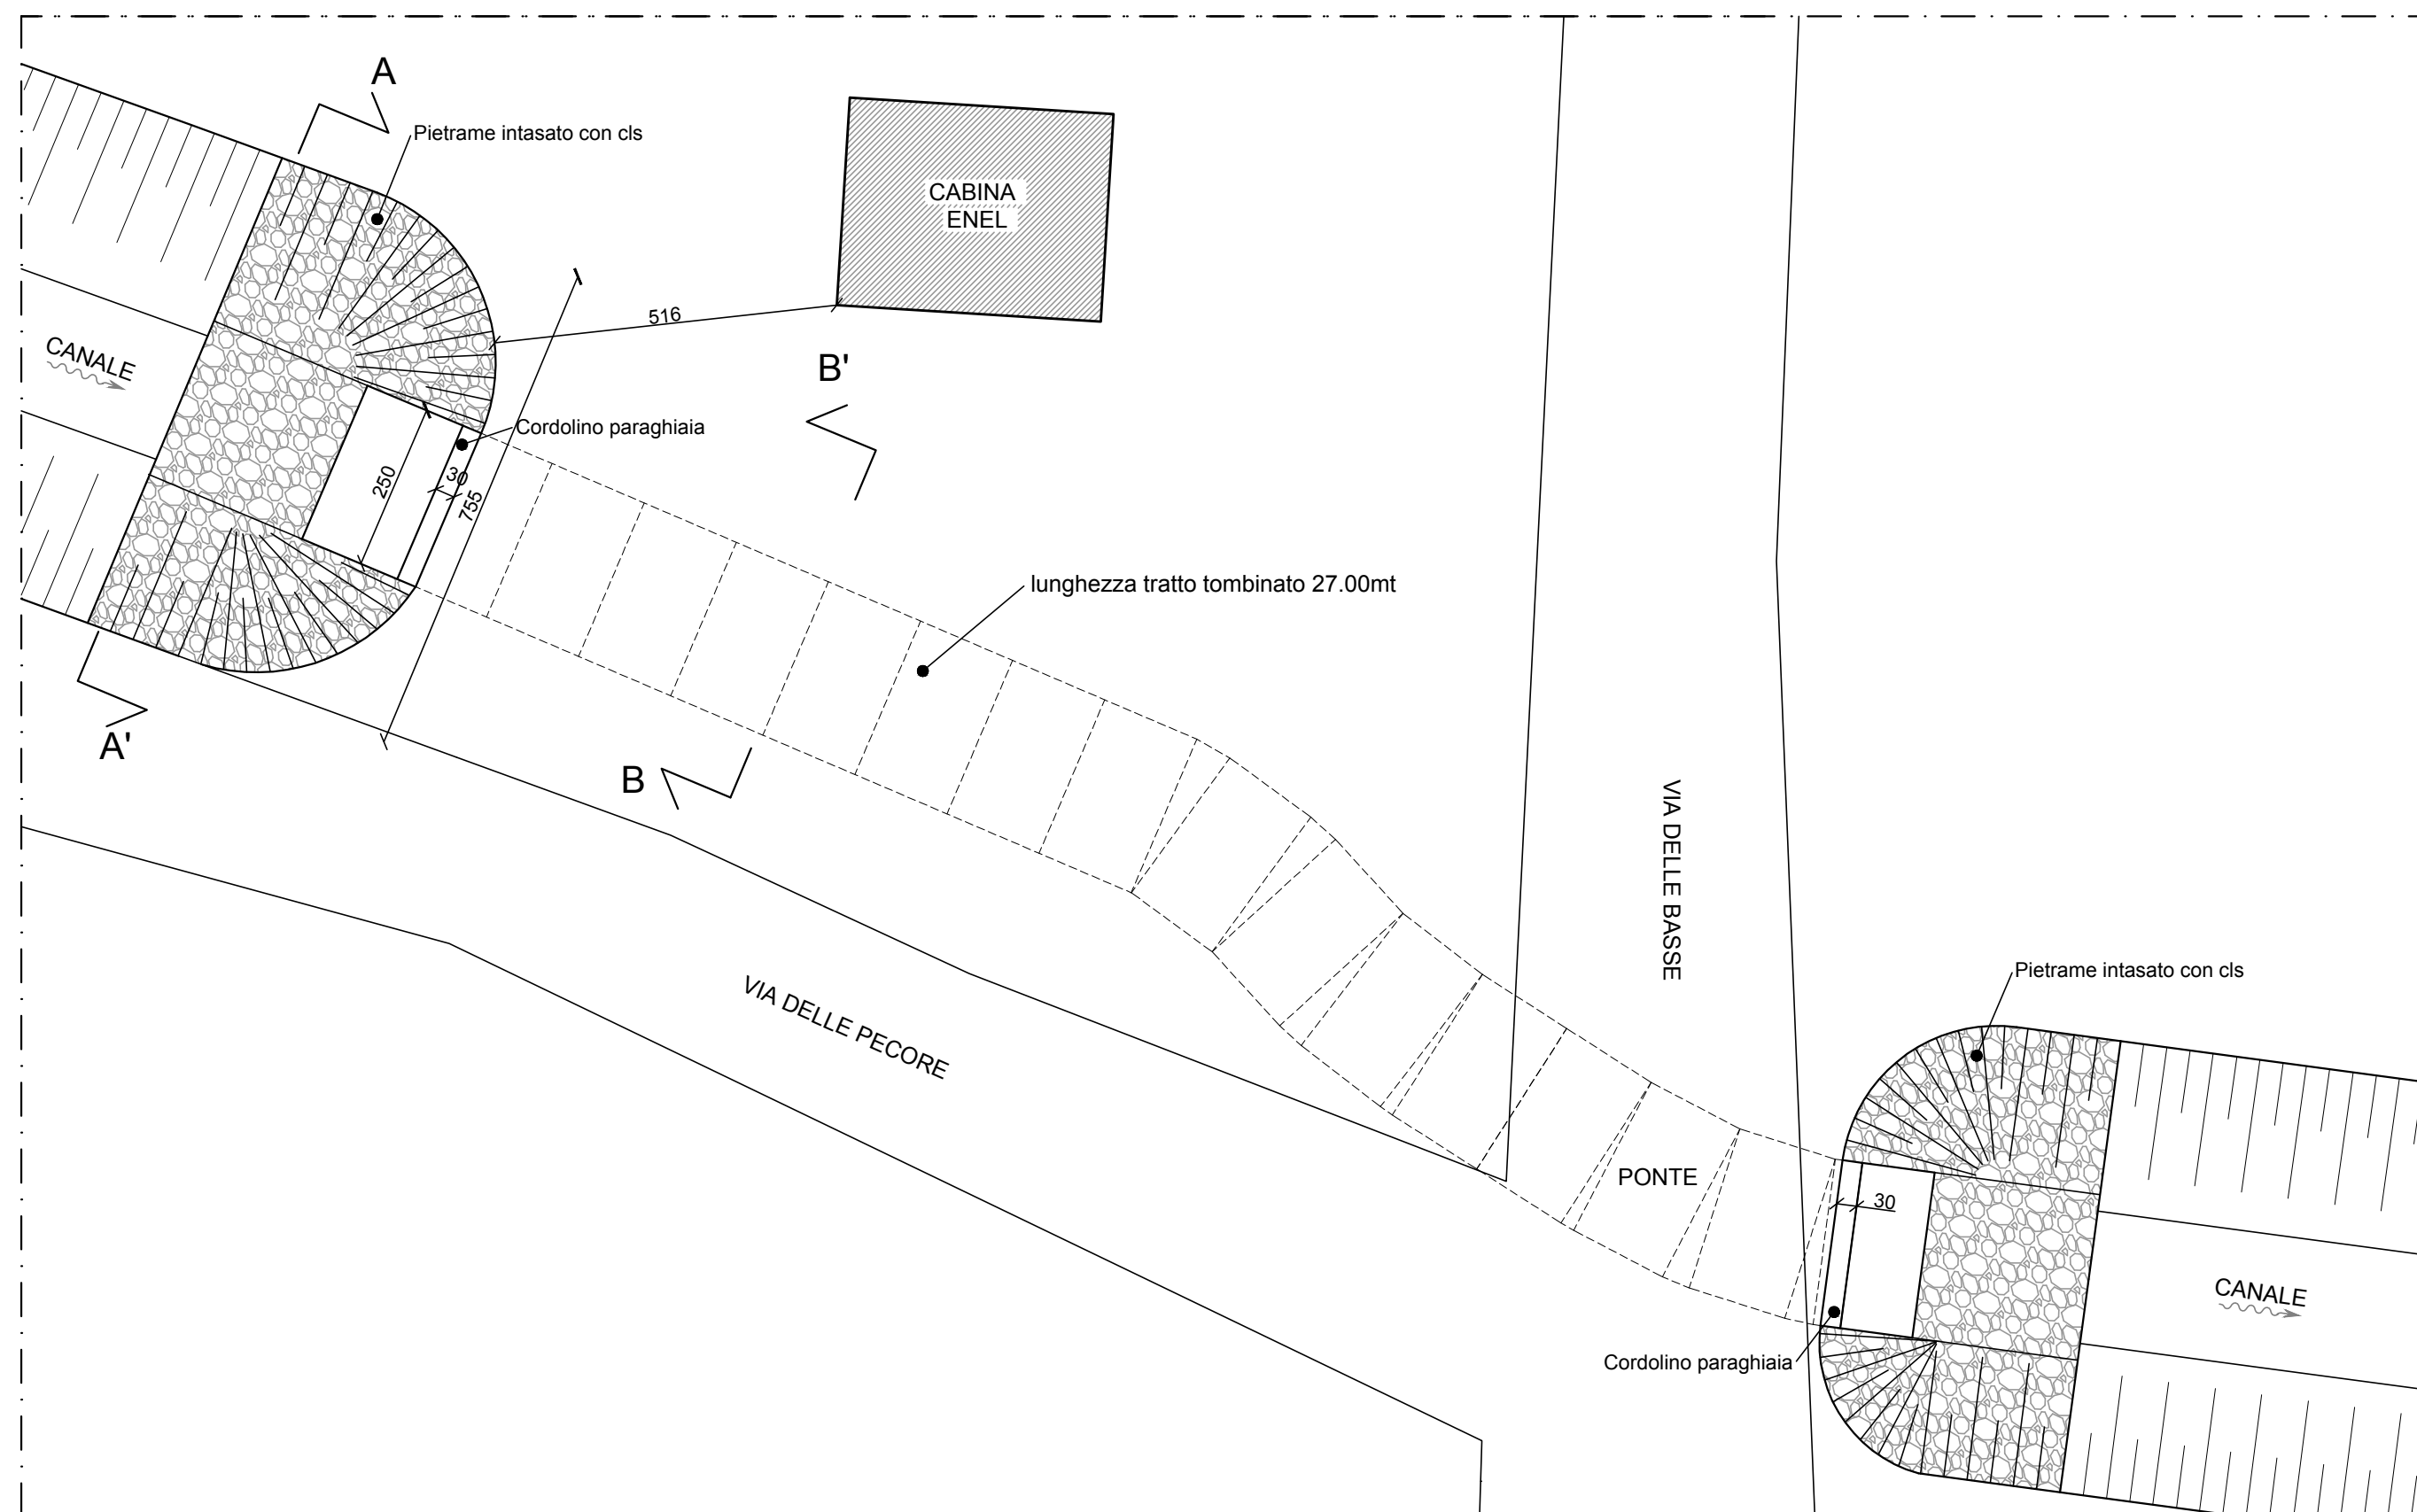 A
Pietrame intasato con cls
CABINA
ENEL
516
CANALE
B'
Cordolino paraghiaia
250
30
755
lunghezza tratto tombinato 27.00mt
A'
B
VIA DELLE BASSE
VIA DELLE PECORE
Pietrame intasato con cls
PONTE
30
CANALE
Cordolino paraghiaia